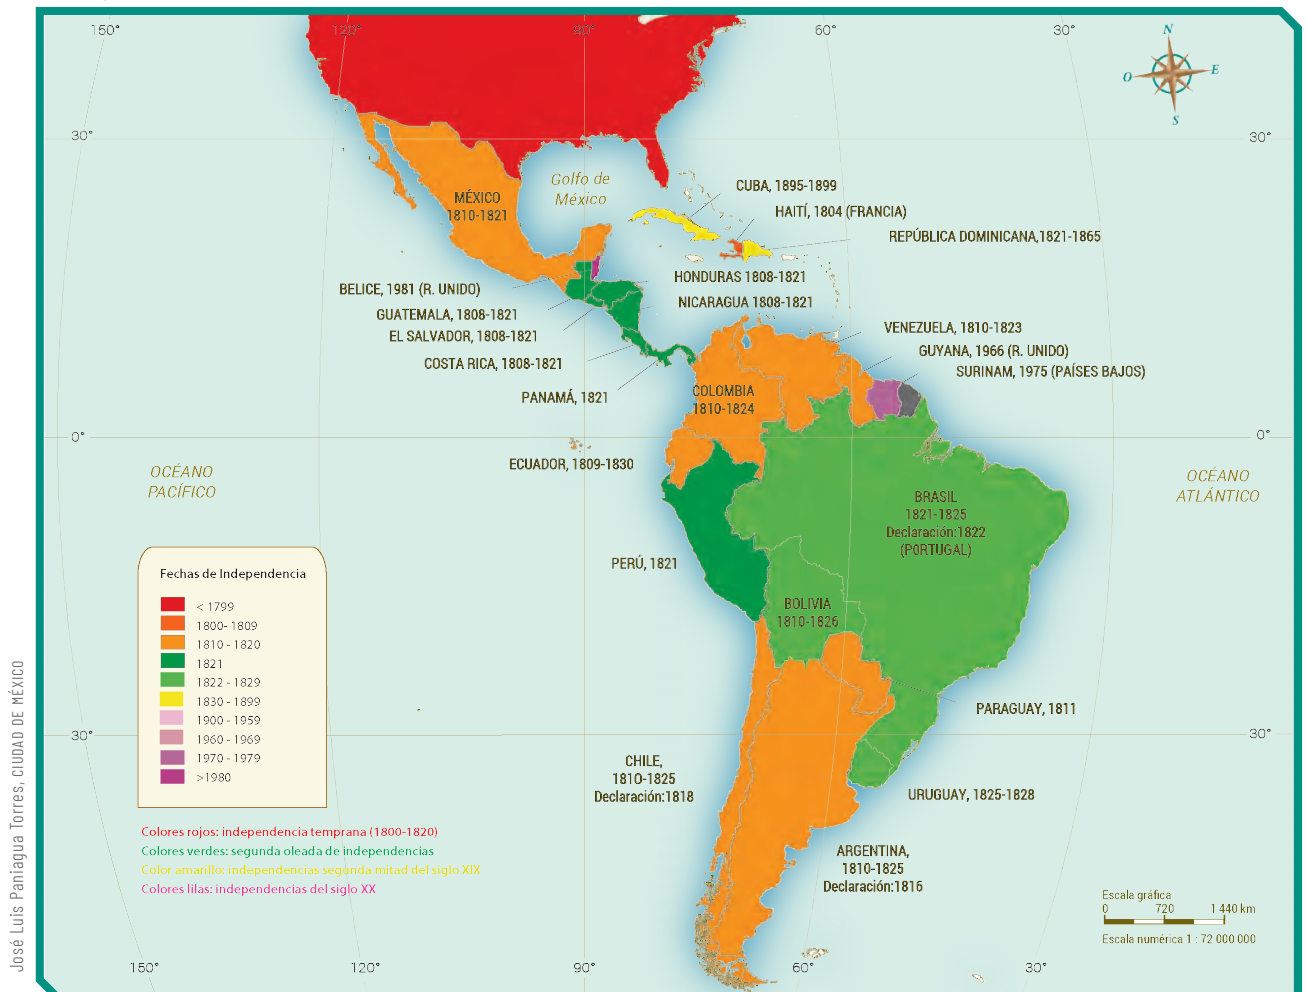 150°
120°
90°
60°
30°
N
O
E
S
30°
30°
Golfo de
México
MÉXICO
1810-1821
CUBA, 1895-1899
HAITÍ, 1804 (FRANCIA)
REPÚBLICA DOMINICANA,1821-1865
BELICE, 1981 (R. UNIDO)
HONDURAS 1808-1821
GUATEMALA, 1808-1821
NICARAGUA 1808-1821
EL SALVADOR, 1808-1821
COSTA RICA, 1808-1821
PANAMÁ, 1821
VENEZUELA, 1810-1823
GUYANA, 1966 (R. UNIDO)
SURINAM, 1975 (PAÍSES BAJOS)
COLOMBIA
1810-1824
0°
0°
ECUADOR, 1809-1830
OCÉANO
PACÍFICO
OCÉANO
ATLÁNTICO
BRASIL
1821-1825
Declaración:1822
(PORTUGAL)
PERÚ, 1821
BOLIVIA
1810-1826
Fechas de Independencia
< 1799
1800- 1809
1810 - 1820
1821
1822 - 1829
1830 - 1899
1900 - 1959
1960 - 1969
1970 - 1979
>1980
PARAGUAY, 1811
30°
30°
CHILE,
1810-1825
Declaración:1818
URUGUAY, 1825-1828
ARGENTINA,
1810-1825
Declaración:1816
Colores rojos: independencia temprana (1800-1820)
Colores verdes: segunda oleada de independencias
Color amarillo: independencias segunda mitad del siglo XIX
Colores lilas: independencias del siglo XX
Escala gráfica
0 720 1 440 km
Escala numérica 1 : 72 000 000
150°
120°
90°
60°
30°
José Luis Paniagua Torres, CIUDAD DE MÉXICO